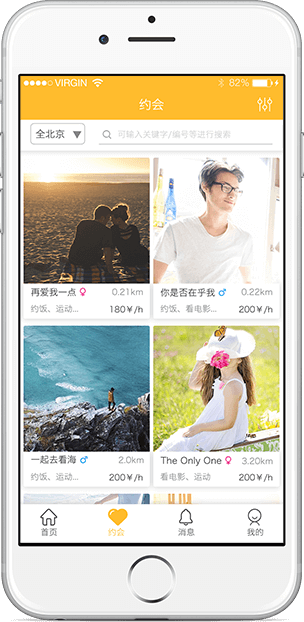 VIRGIN
82%
约会
全北京
可输入关键字/编号等进行搜索
再爱我一点 0.21km
约饭、运动... 180￥/h
你是否在乎我 0.22km
约饭、看电影... 200￥/h
一起去看海 2.0km
约饭、运动... 200￥/h
The Only One 3.20km
看电影、运动... 200￥/h
首页
约会
消息
我的